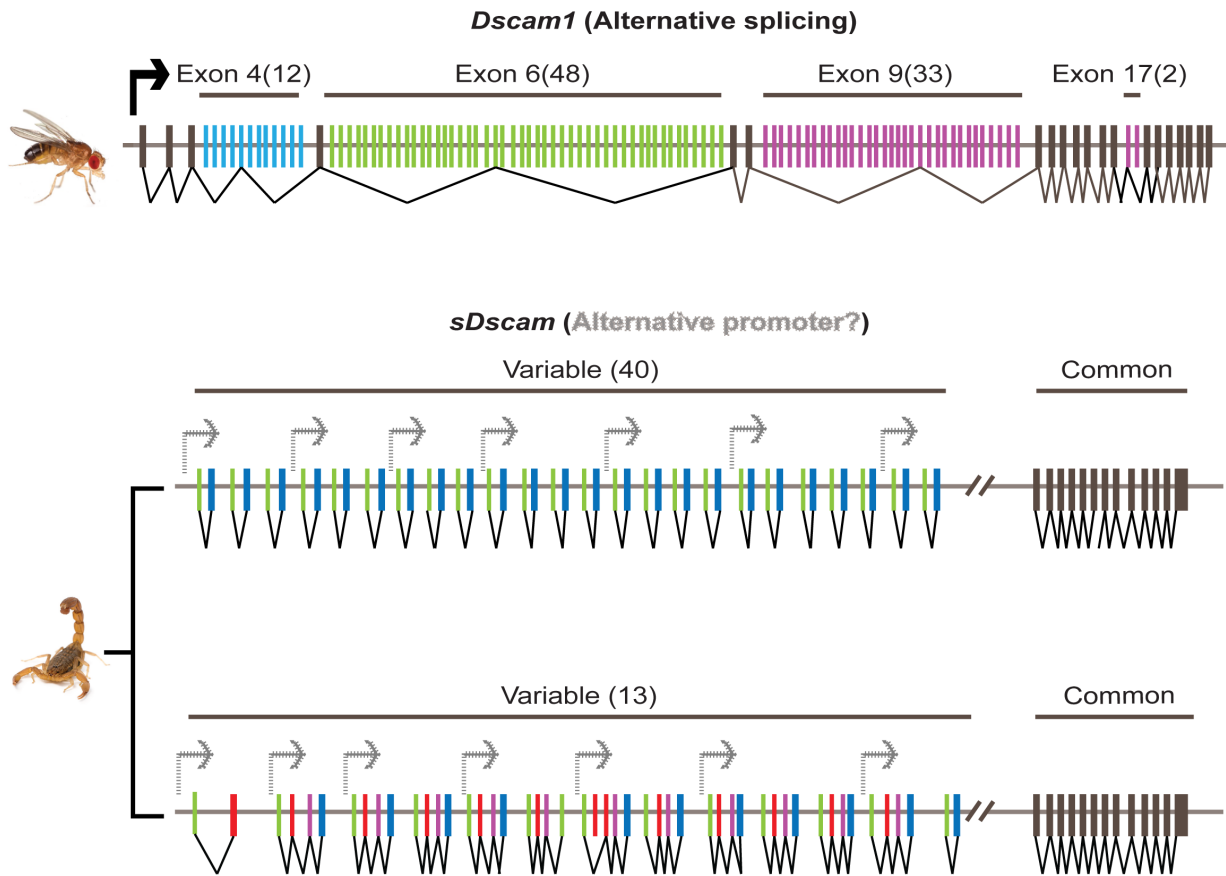 Dscam1 (Alternative splicing)
Exon 4(12) Exon 6(48) Exon 9(33) Exon 17(2)
sDscam (Alternative promoter?)
Variable (40) Common
Variable (13) Common